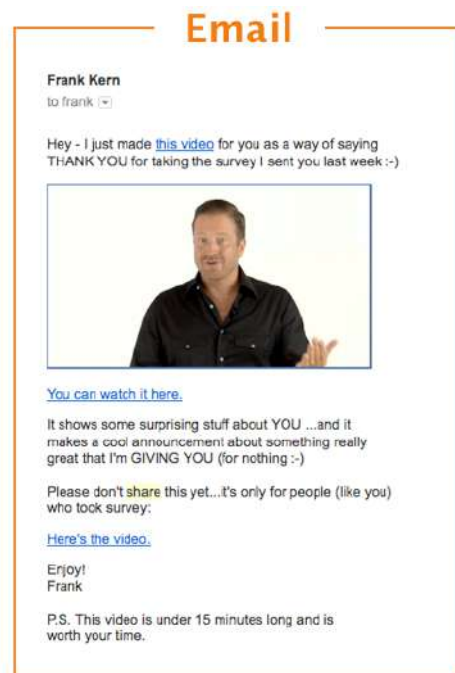 Email
Frank Kern
to frank
Hey - I just made this video for you as a way of saying
THANK YOU for taking the survey I sent you last week :-)
You can watch it here.
It shows some surprising stuff about YOU ...and it
makes a cool announcement about something really
great that I'm GIVING YOU (for nothing :-)
Please don't share this yet...it's only for people (like you)
who took survey:
Here's the video.
Enjoy!
Frank
P.S. This video is under 15 minutes long and is
worth your time.